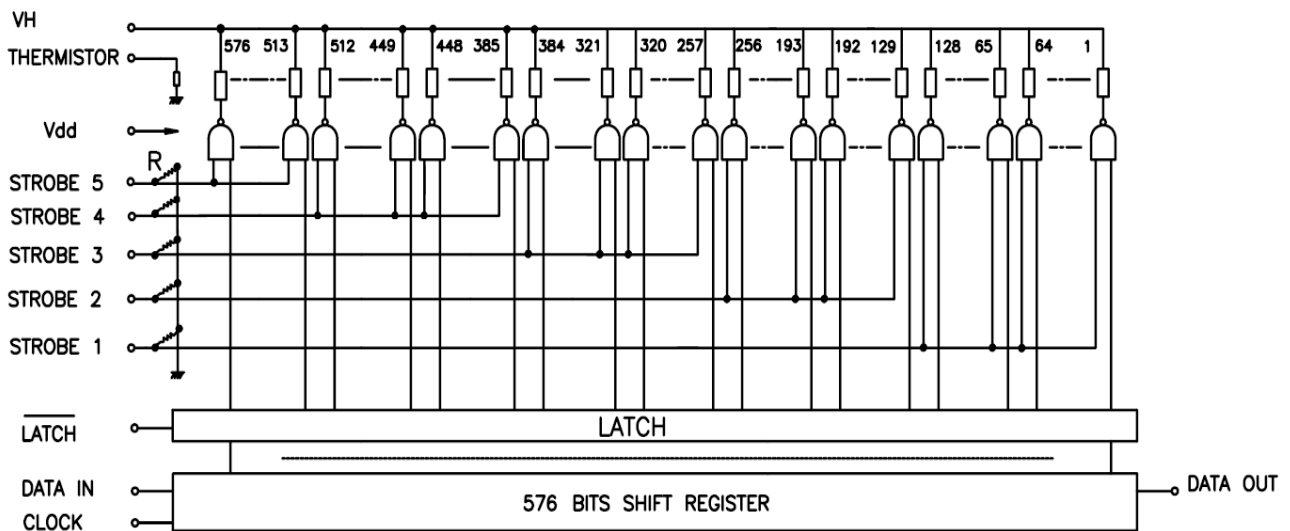 VH
576 513 512 449 448 385 384 321 320 257 256 193 192 129 128 65 64 1
THERMISTOR
Vdd
R
STROBE 5
STROBE 4
STROBE 3
STROBE 2
STROBE 1
LATCH
LATCH
DATA IN
576 BITS SHIFT REGISTER
DATA OUT
CLOCK